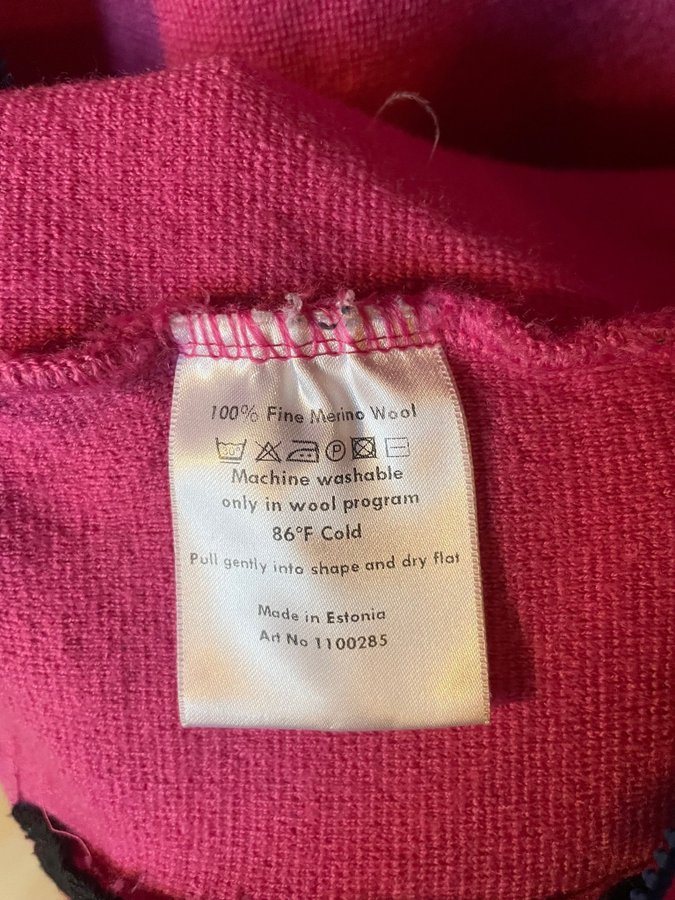 100% Fine Merino Wool
30° P
Machine washable
only in wool program
86°F Cold
Pull gently into shape and dry flat
Made in Estonia
Art No 1100285